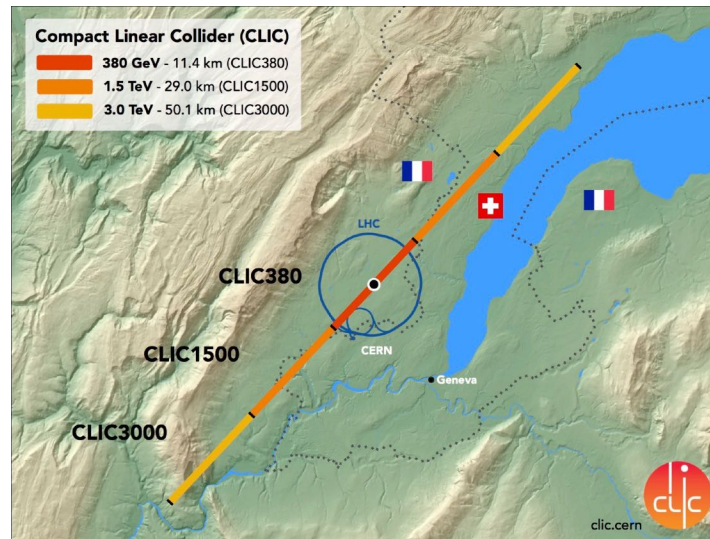 Compact Linear Collider (CLIC)
380 GeV - 11.4 km (CLIC380)
1.5 TeV - 29.0 km (CLIC1500)
3.0 TeV - 50.1 km (CLIC3000)
LHC
CLIC380
CERN
CLIC1500
Geneva
CLIC3000
clic
clic.cern